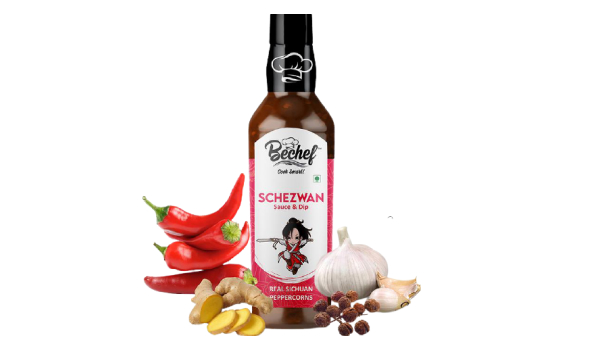 Bechef
Cook Smart!
SCHEZWAN
Sauce & Dip
REAL SICHUAN
PEPPERCORNS